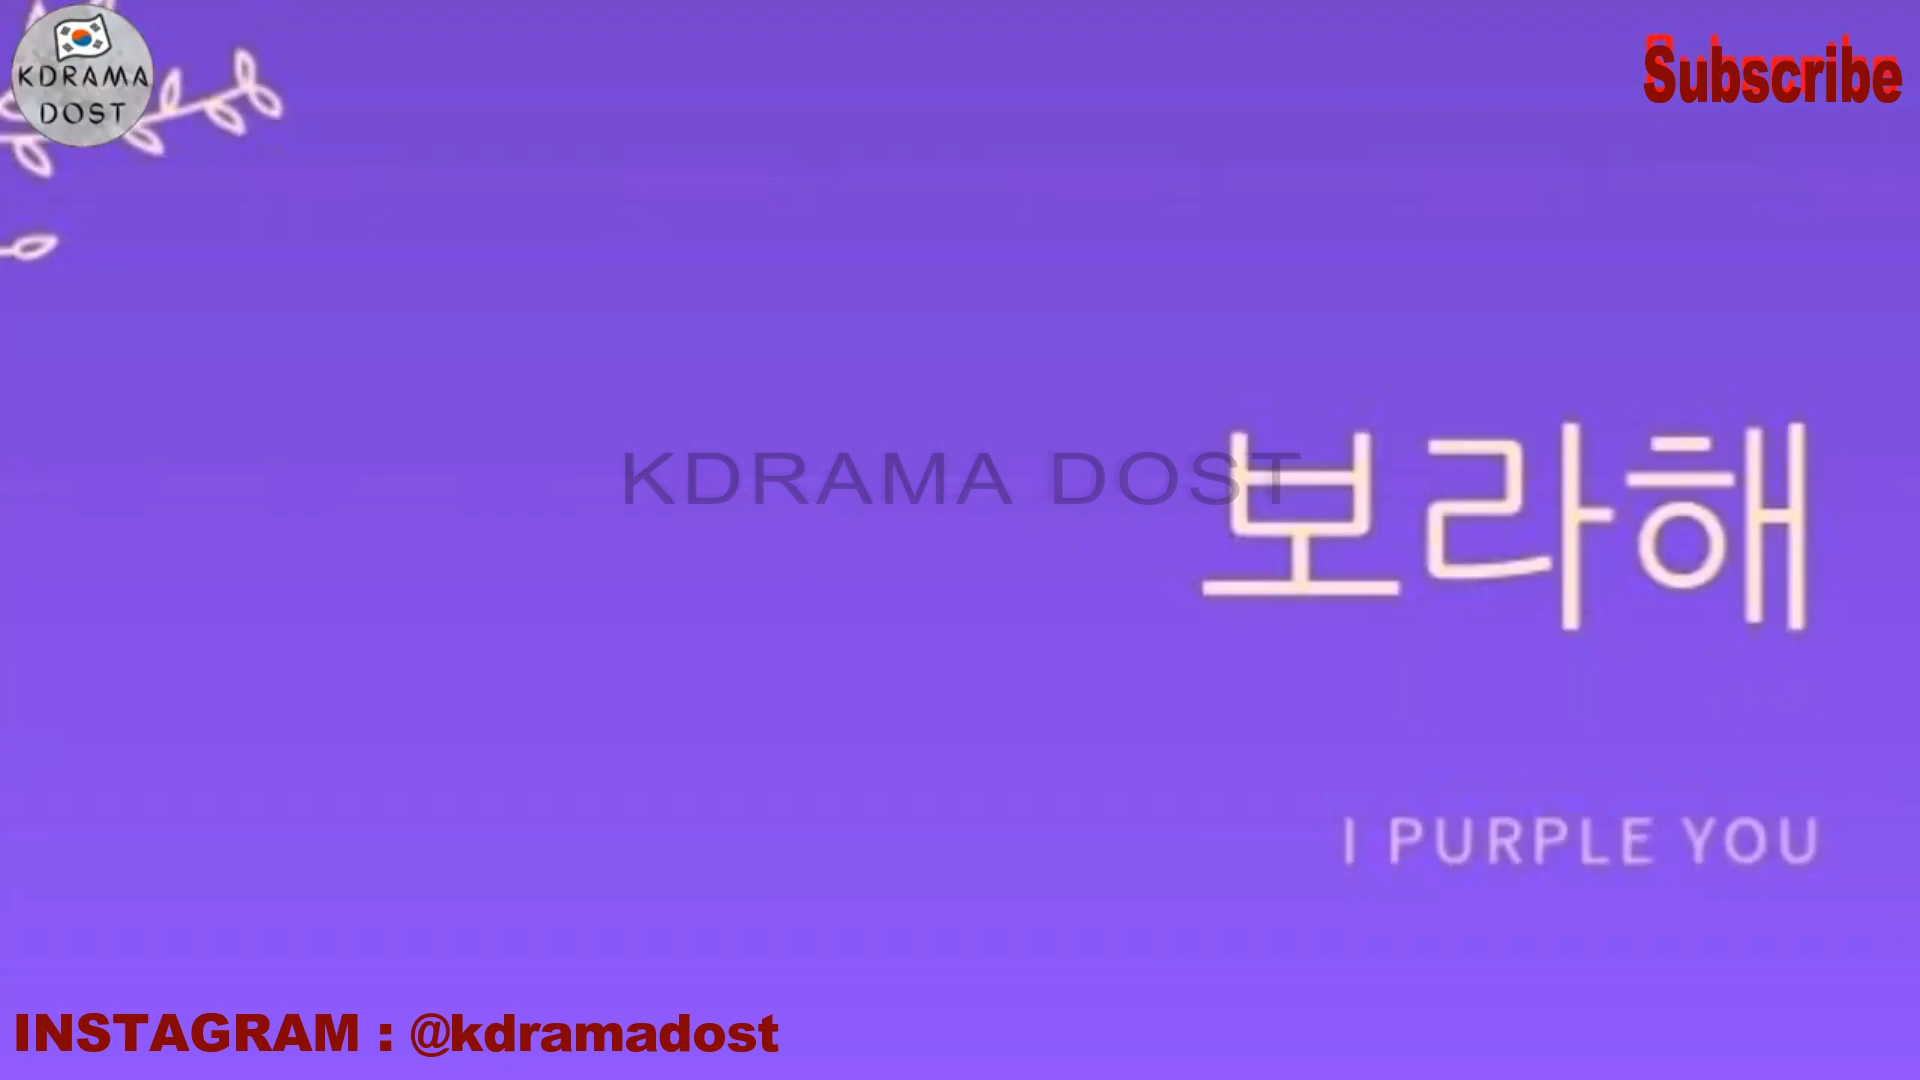 KDRAMA
DOST
Subscribe
KDRAMA DOST
보라해
I PURPLE YOU
INSTAGRAM : @kdramadost